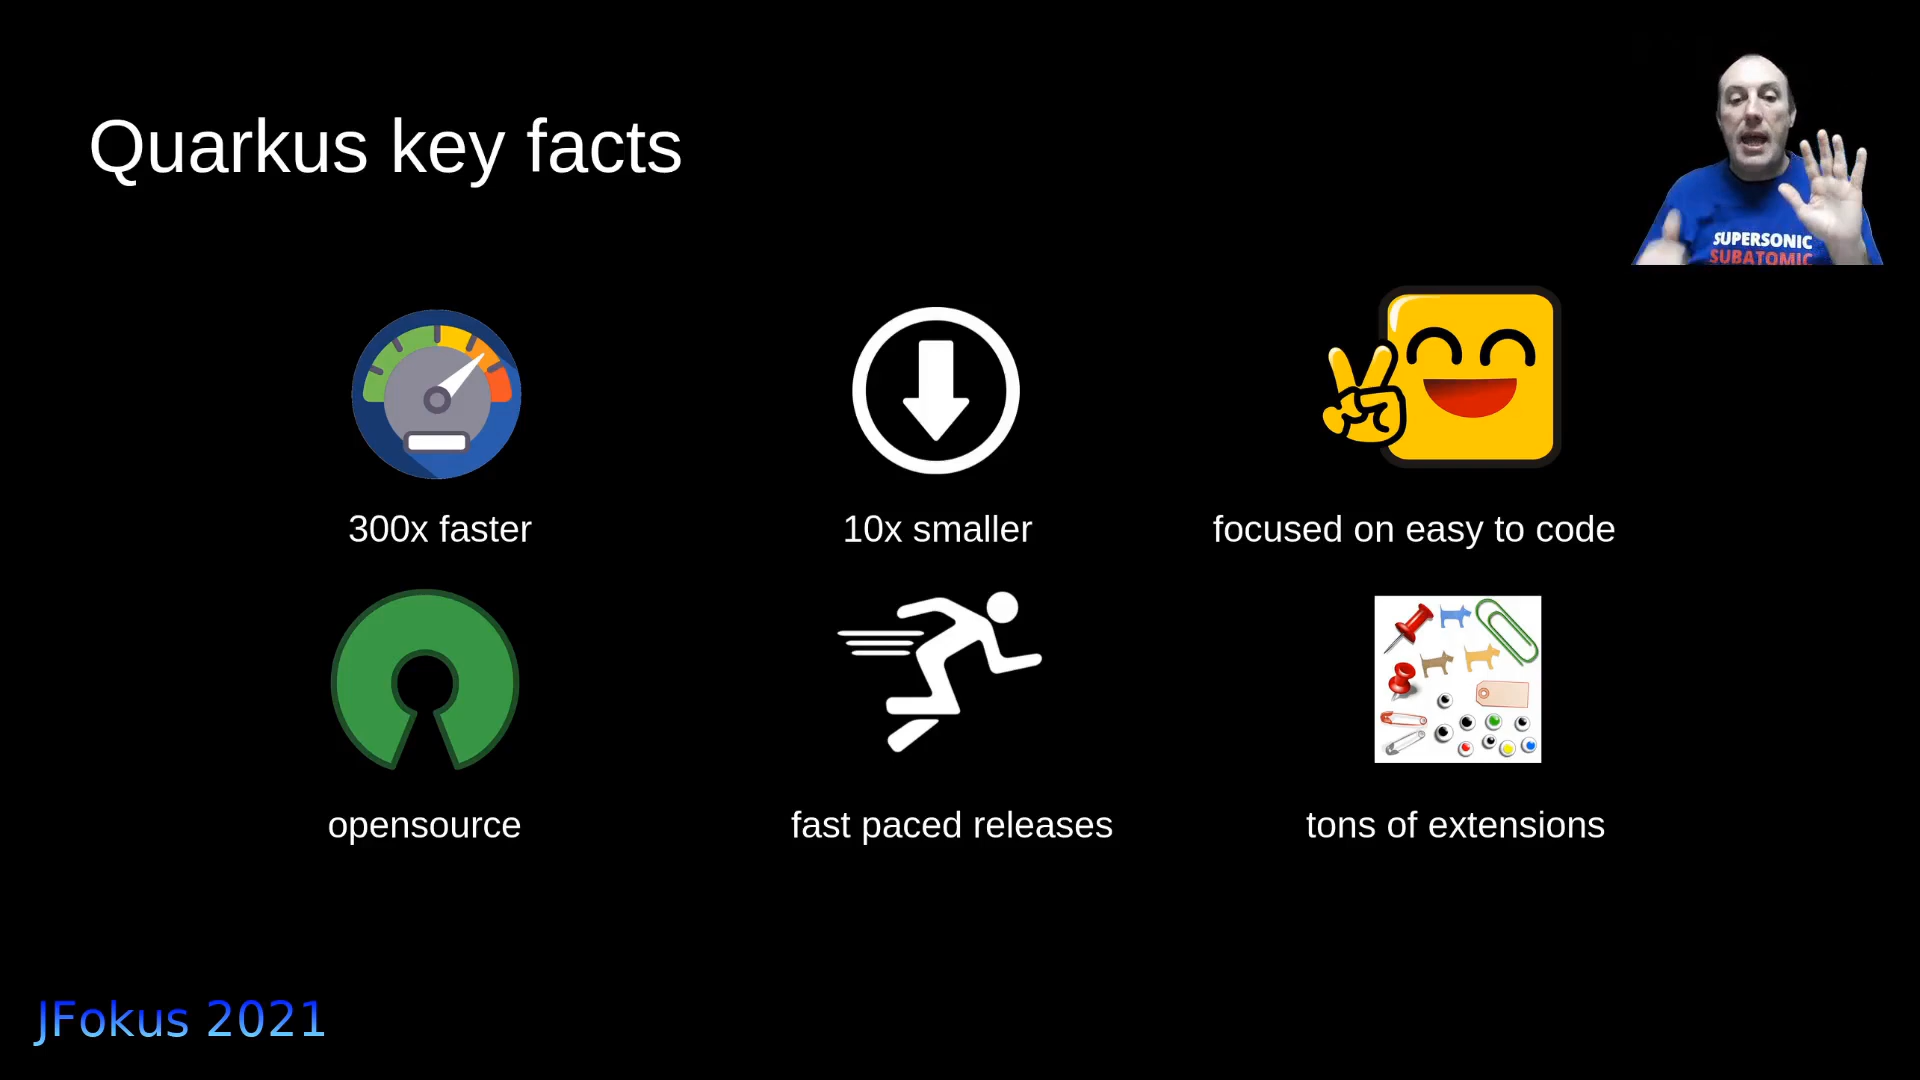 Quarkus key facts
SUPERSONIC
SUBATOMIC
300x faster
10x smaller
focused on easy to code
opensource
fast paced releases
tons of extensions
JFokus 2021